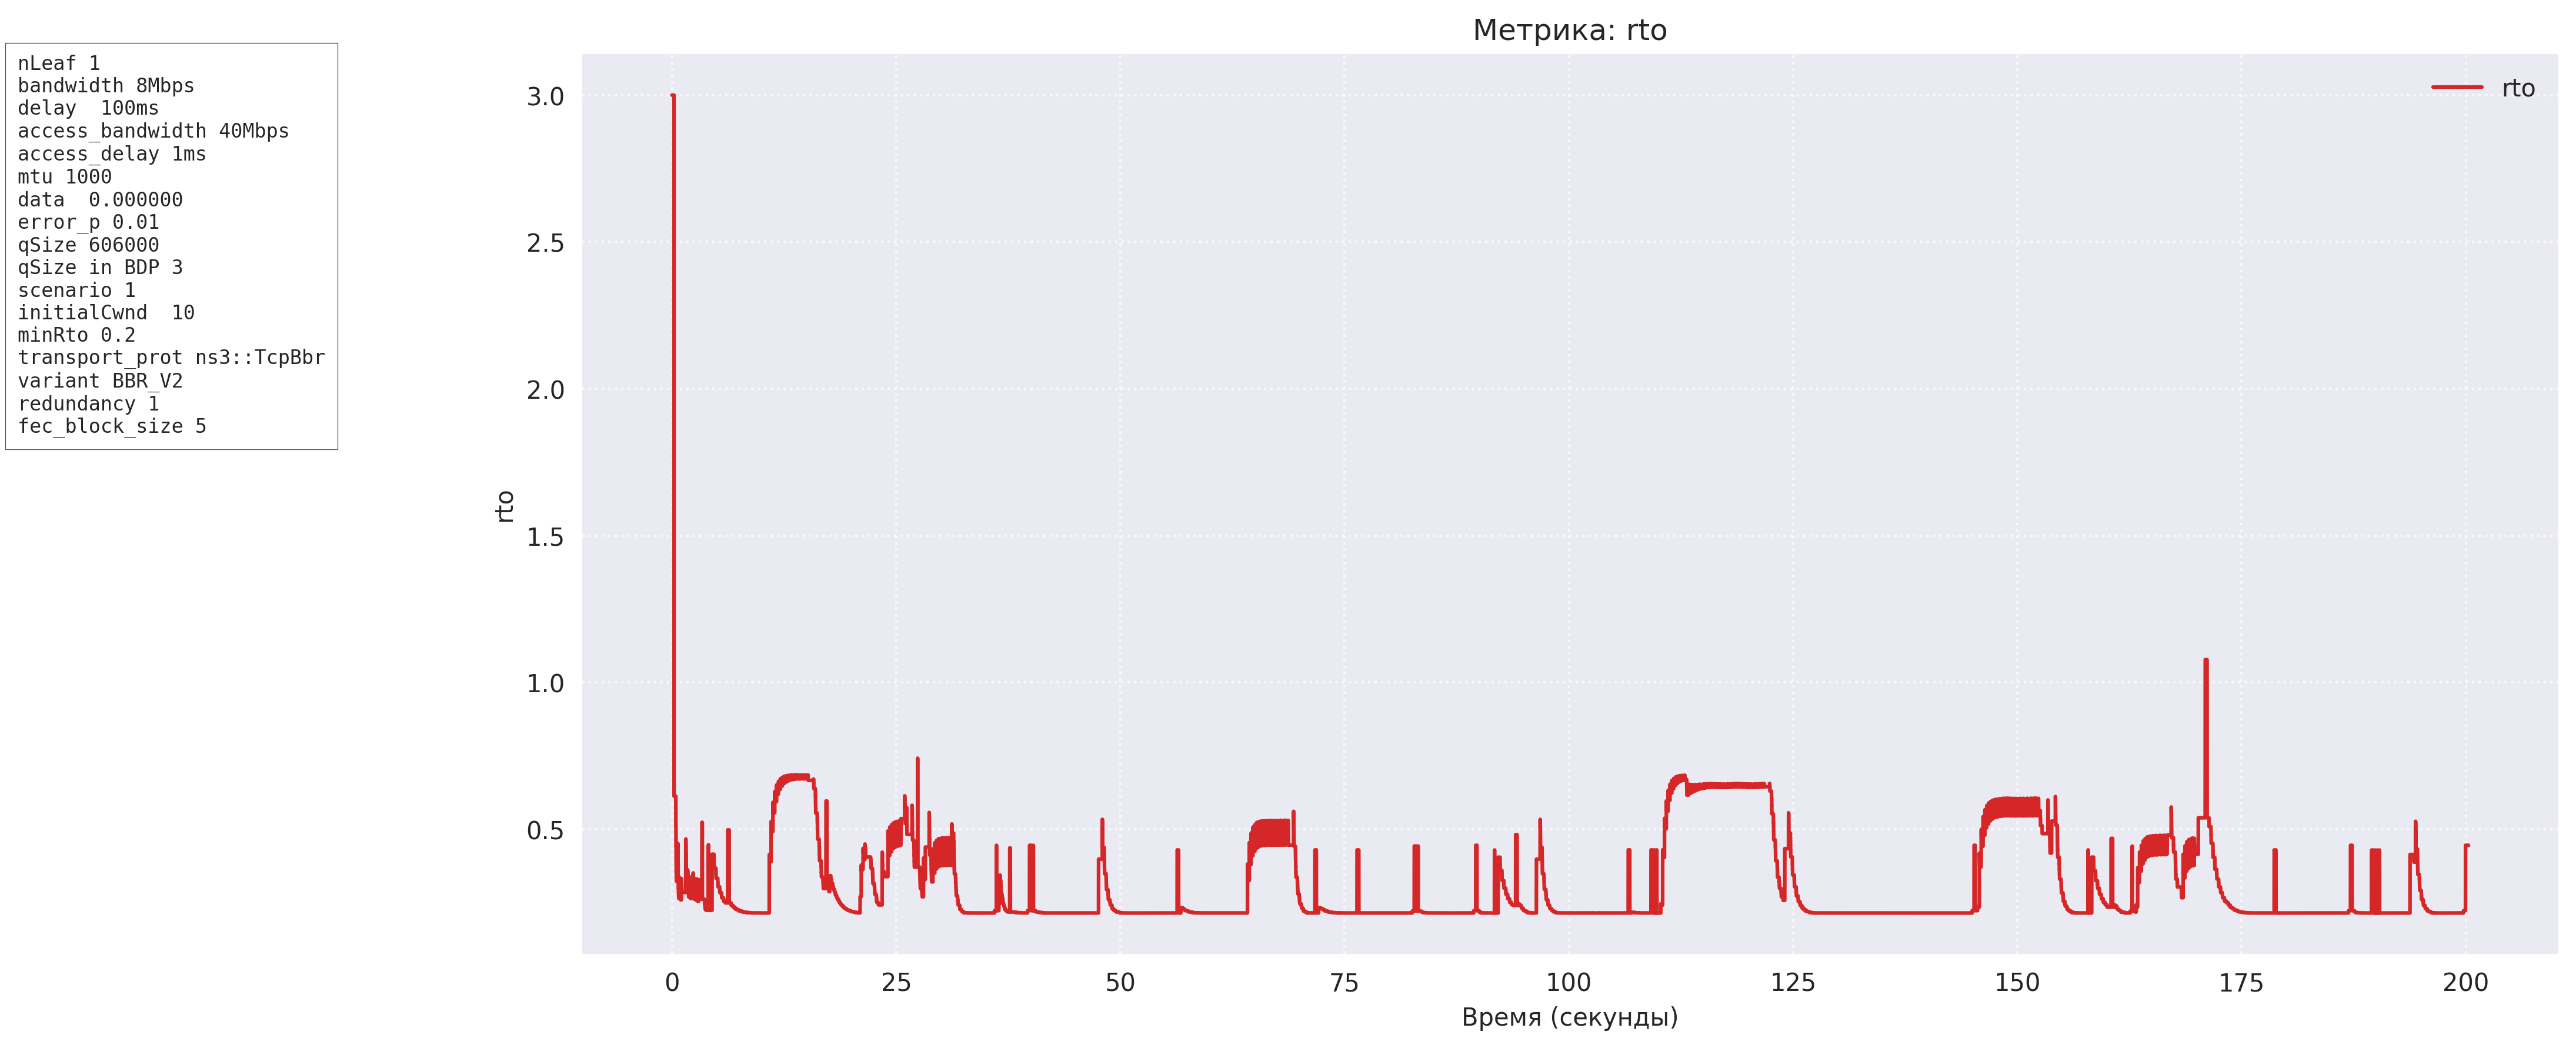 nLeaf 1
bandwidth 8Mbps
delay  100ms
access_bandwidth 40Mbps
access_delay 1ms
mtu 1000
data  0.000000
error_p 0.01
qSize 606000
qSize in BDP 3
scenario 1
initialCwnd  10
minRto 0.2
transport_prot ns3::TcpBbr
variant BBR_V2
redundancy 1
fec_block_size 5
Метрика: rto
rto
3.0
2.5
2.0
1.5
1.0
0.5
rto
0 25 50 75 100 125 150 175 200
Время (секунды)